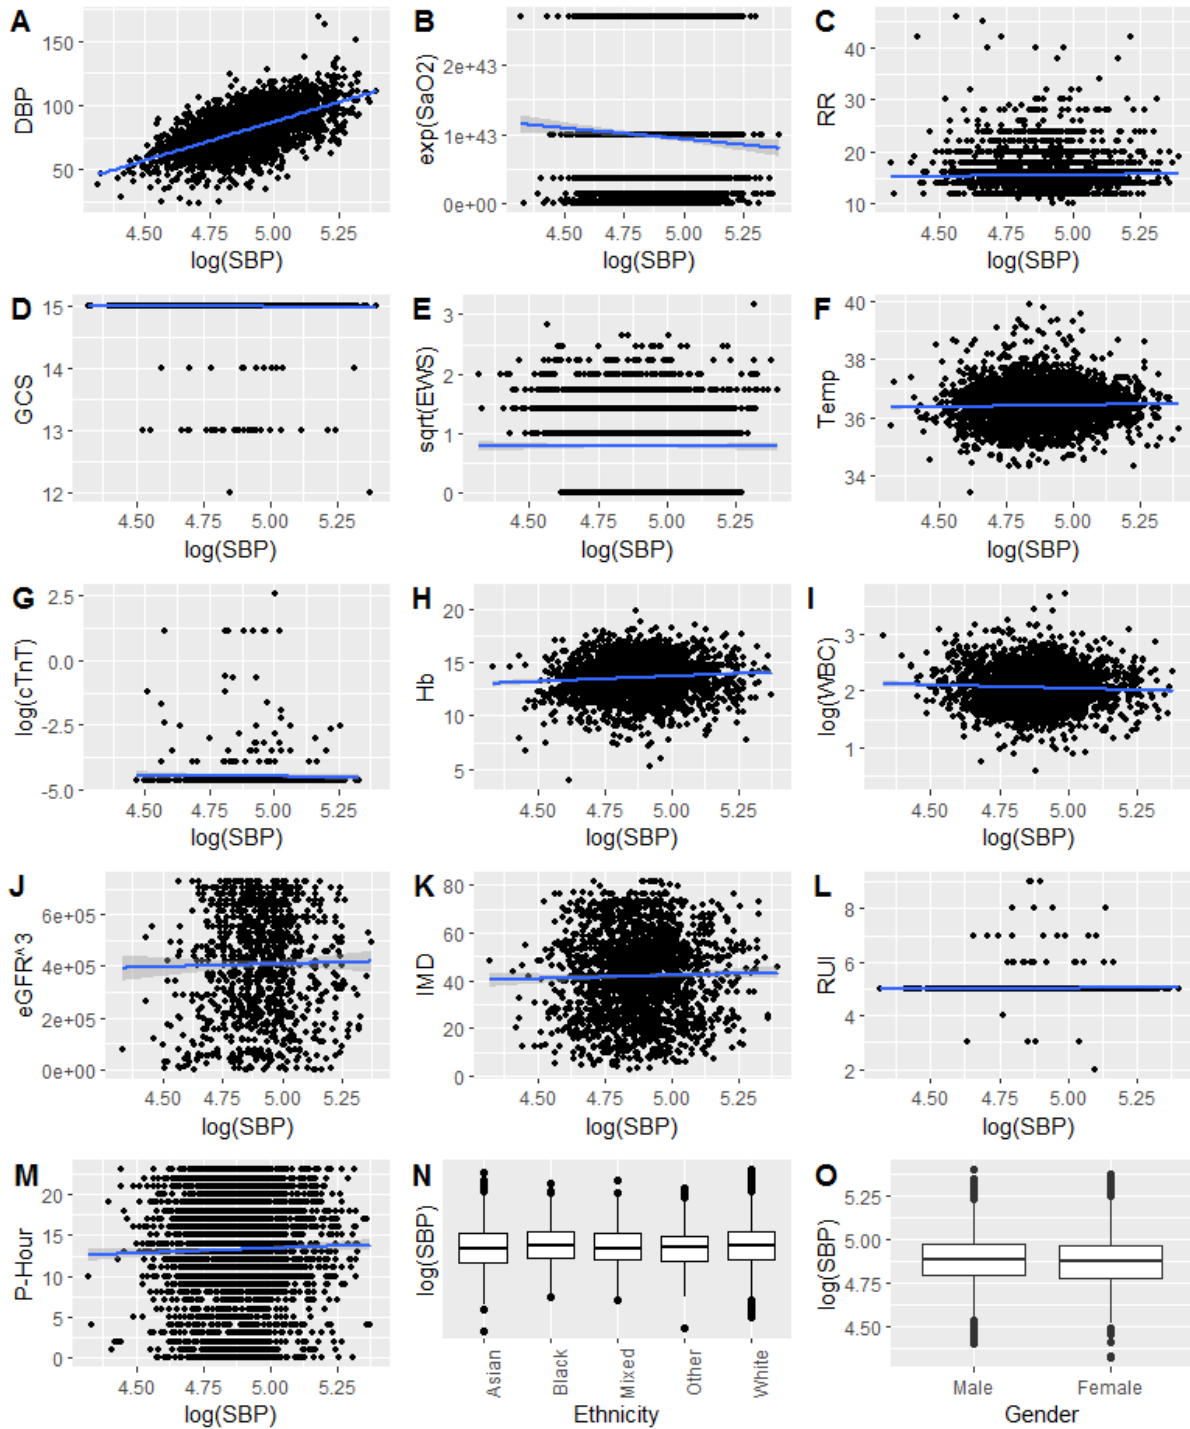 A
DBP
150
100
50
4.50 4.75 5.00 5.25
log(SBP)
B
exp(SaO2)
2e+43
1e+43
0e+00
4.50 4.75 5.00 5.25
log(SBP)
C
RR
40
30
20
10
4.50 4.75 5.00 5.25
log(SBP)
D
GCS
15
14
13
12
4.50 4.75 5.00 5.25
log(SBP)
E
sqrt(EWS)
3
2
1
0
4.50 4.75 5.00 5.25
log(SBP)
F
Temp
40
38
36
34
4.50 4.75 5.00 5.25
log(SBP)
G
log(cTnT)
2.5
0.0
-2.5
-5.0
4.50 4.75 5.00 5.25
log(SBP)
H
Hb
20
15
10
5
4.50 4.75 5.00 5.25
log(SBP)
I
log(WBC)
3
2
1
4.50 4.75 5.00 5.25
log(SBP)
J
eGFR^3
6e+05
4e+05
2e+05
0e+00
4.50 4.75 5.00 5.25
log(SBP)
K
IMD
80
60
40
20
0
4.50 4.75 5.00 5.25
log(SBP)
L
RUI
8
6
4
2
4.50 4.75 5.00 5.25
log(SBP)
M
P-Hour
20
15
10
5
0
4.50 4.75 5.00 5.25
log(SBP)
N
log(SBP)
Asian Black Mixed Other White
Ethnicity
O
log(SBP)
5.25
5.00
4.75
4.50
Male Female
Gender